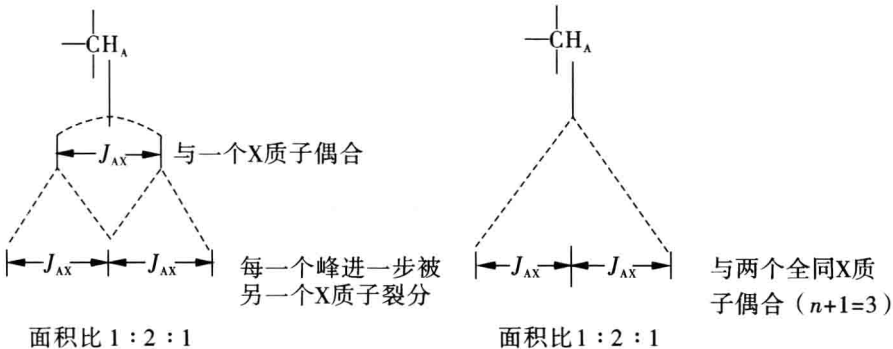 —CH_A
—CH_A
J_AX 与一个X质子偶合
J_AX J_AX 每一个峰进一步被
另一个X质子裂分
J_AX J_AX 与两个全同X质
子偶合（n+1=3）
面积比1∶2∶1
面积比1∶2∶1